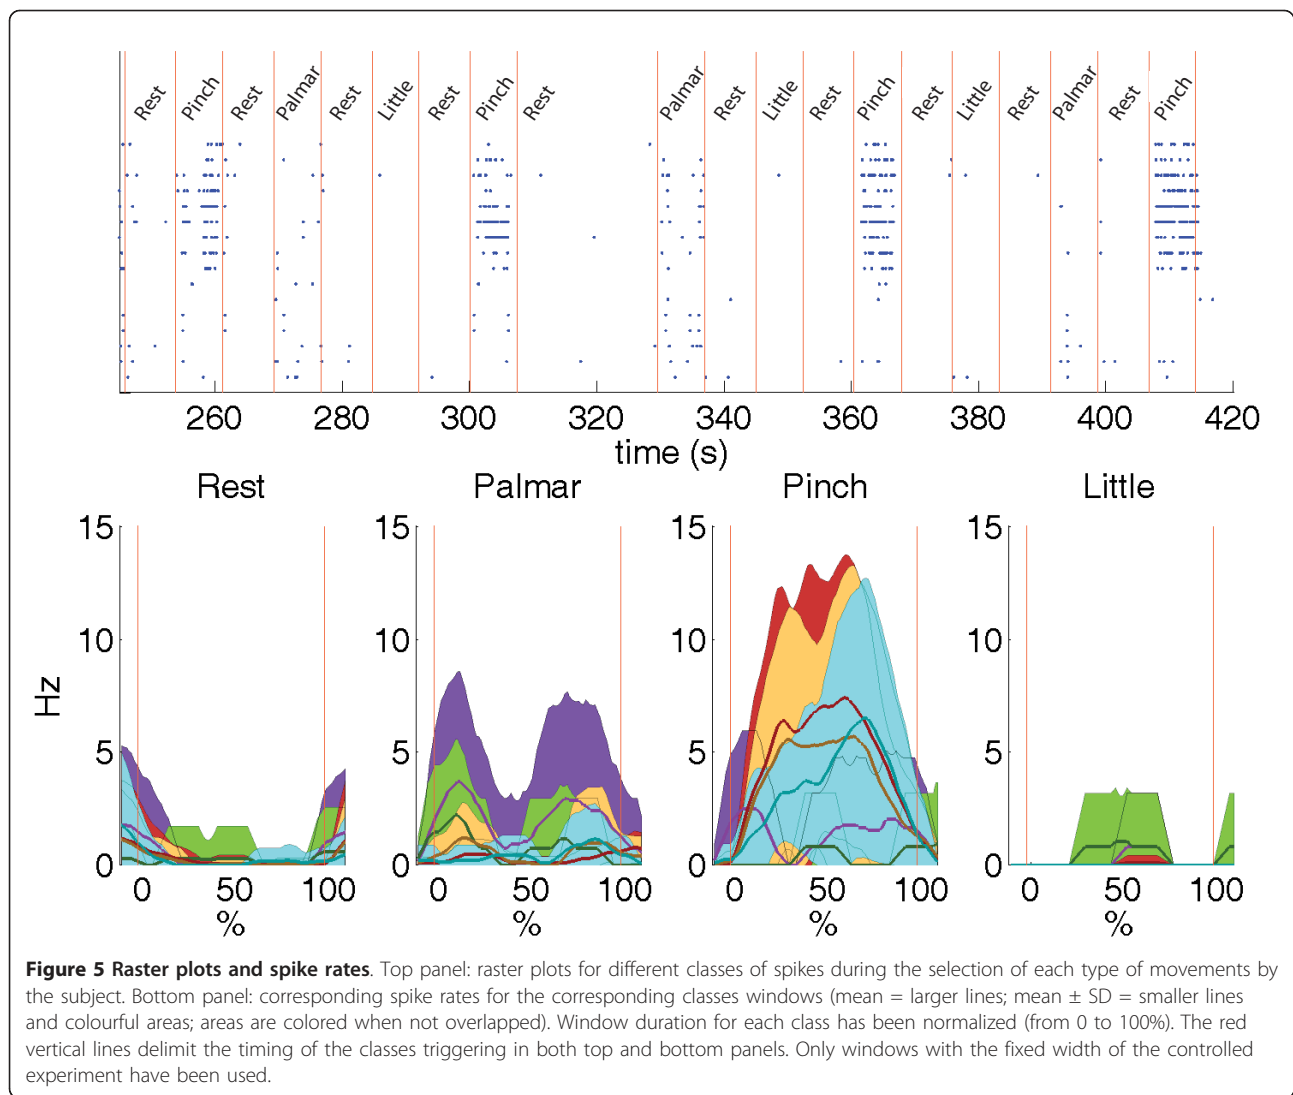 Rest Pinch Rest Palmar Rest Little Rest Pinch Rest Palmar Rest Little Rest Pinch Rest Little Rest Palmar Rest Pinch
260 280 300 320 340 360 380 400 420
time (s)
Rest Palmar Pinch Little
15 15 15 15
10 10 10 10
Hz
5 5 5 5
0 0 0 0
0 50 100 0 50 100 0 50 100 0 50 100
% % % %
Figure 5 Raster plots and spike rates. Top panel: raster plots for different classes of spikes during the selection of each type of movements by
the subject. Bottom panel: corresponding spike rates for the corresponding classes windows (mean = larger lines; mean ± SD = smaller lines
and colourful areas; areas are colored when not overlapped). Window duration for each class has been normalized (from 0 to 100%). The red
vertical lines delimit the timing of the classes triggering in both top and bottom panels. Only windows with the fixed width of the controlled
experiment have been used.